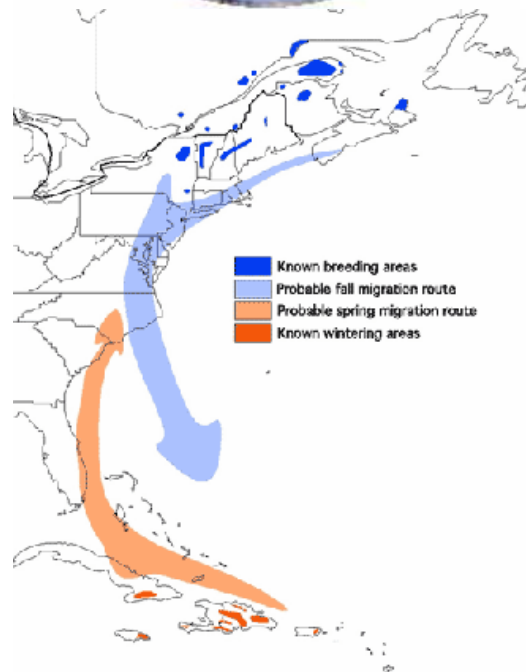 Known breeding areas
Probable fall migration route
Probable spring migration route
Known wintering areas